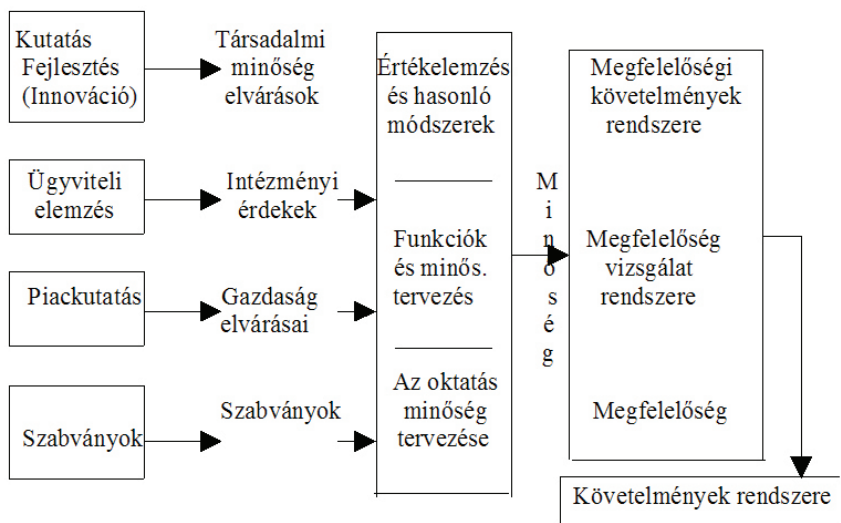 Kutatás
Fejlesztés
(Innováció)
Társadalmi
minőség
elvárások
Ügyviteli
elemzés
Intézményi
érdekek
Piackutatás
Gazdaság
elvárásai
Szabványok
Szabványok
Értékelemzés
és hasonló
módszerek
Funkciók
és minős.
tervezés
Az oktatás
minőség
tervezése
M
i
n
ő
s
é
g
Megfelelőségi
követelmények
rendszere
Megfelelőség
vizsgálat
rendszere
Megfelelőség
Követelmények rendszere